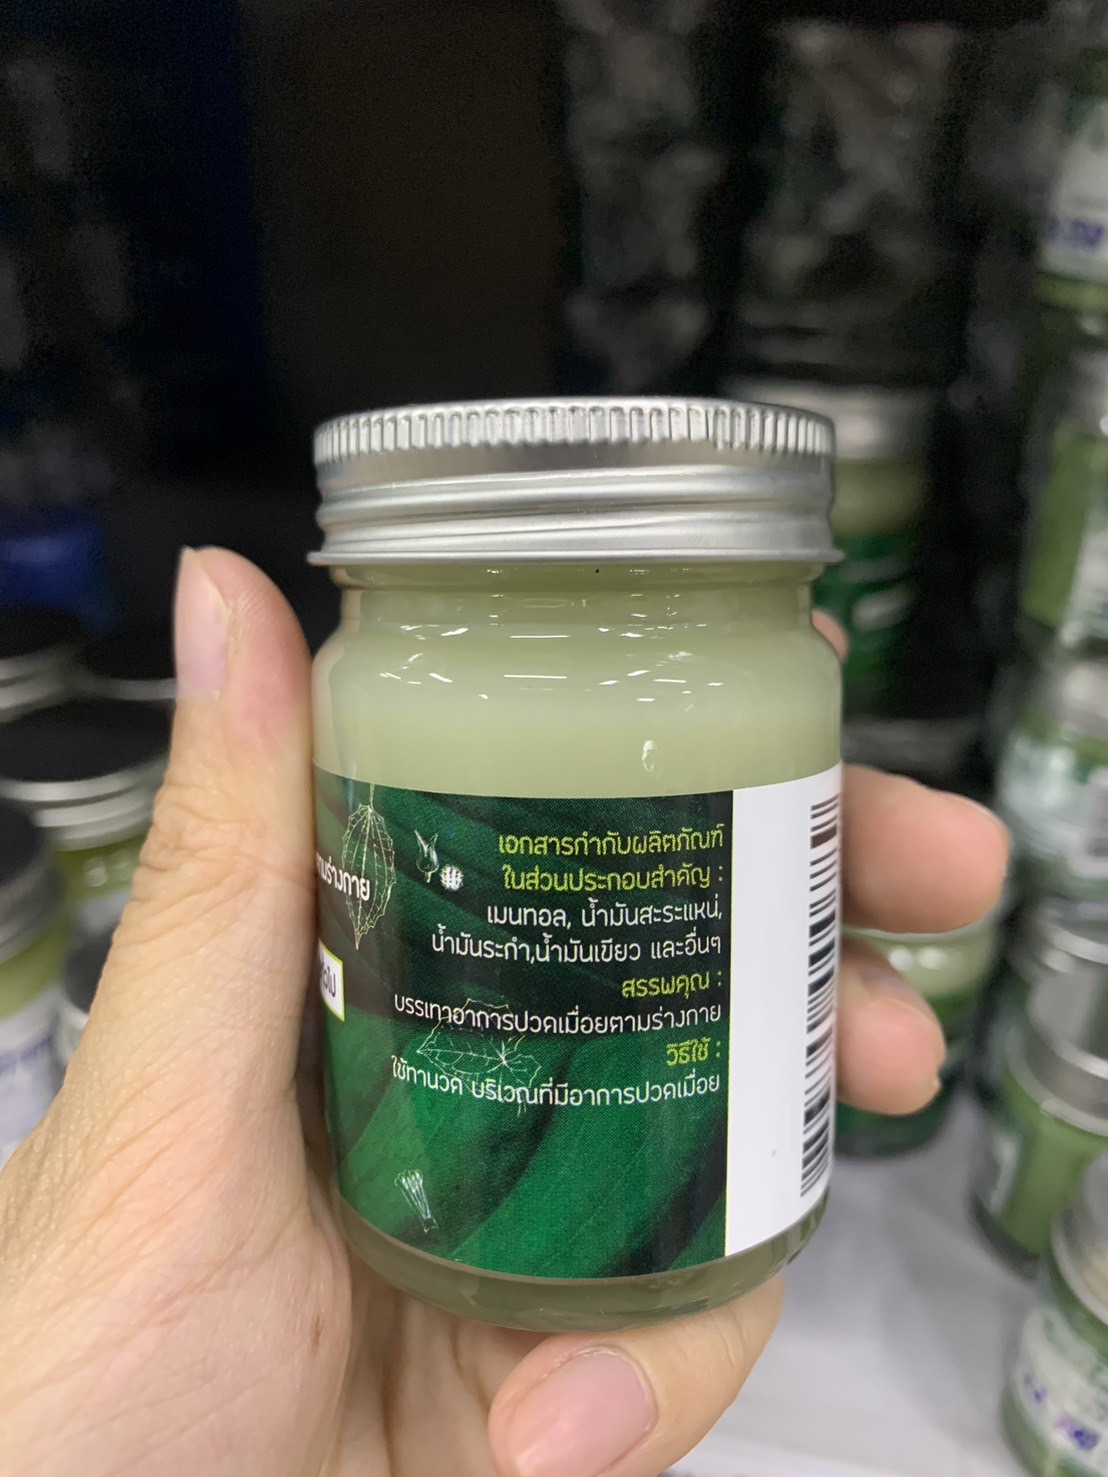 เอกสารกำกับผลิตภัณฑ์
ในส่วนประกอบสำคัญ :
เมนทอล, น้ำมันสะระแหน่,
น้ำมันระกำ,น้ำมันเขียว และอื่นๆ
สรรพคุณ :
บรรเทาอาการปวดเมื่อยตามร่างกาย
วิธีใช้ :
ใช้ทานวด บริเวณที่มีอาการปวดเมื่อย
ร่างกาย